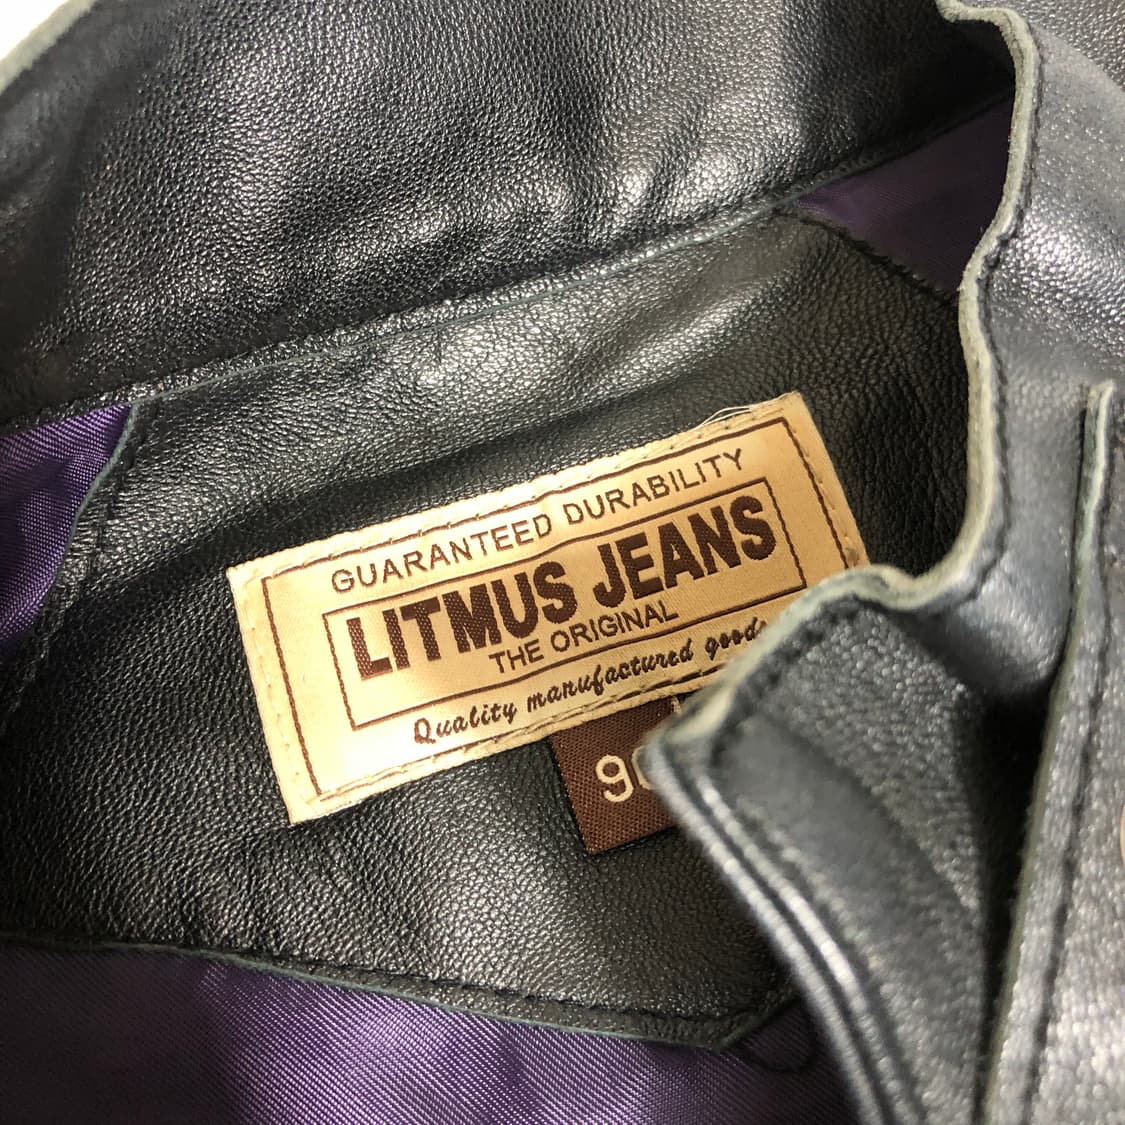 GUARANTEED DURABILITY
LITMUS JEANS
THE ORIGINAL
Quality manufactured goods